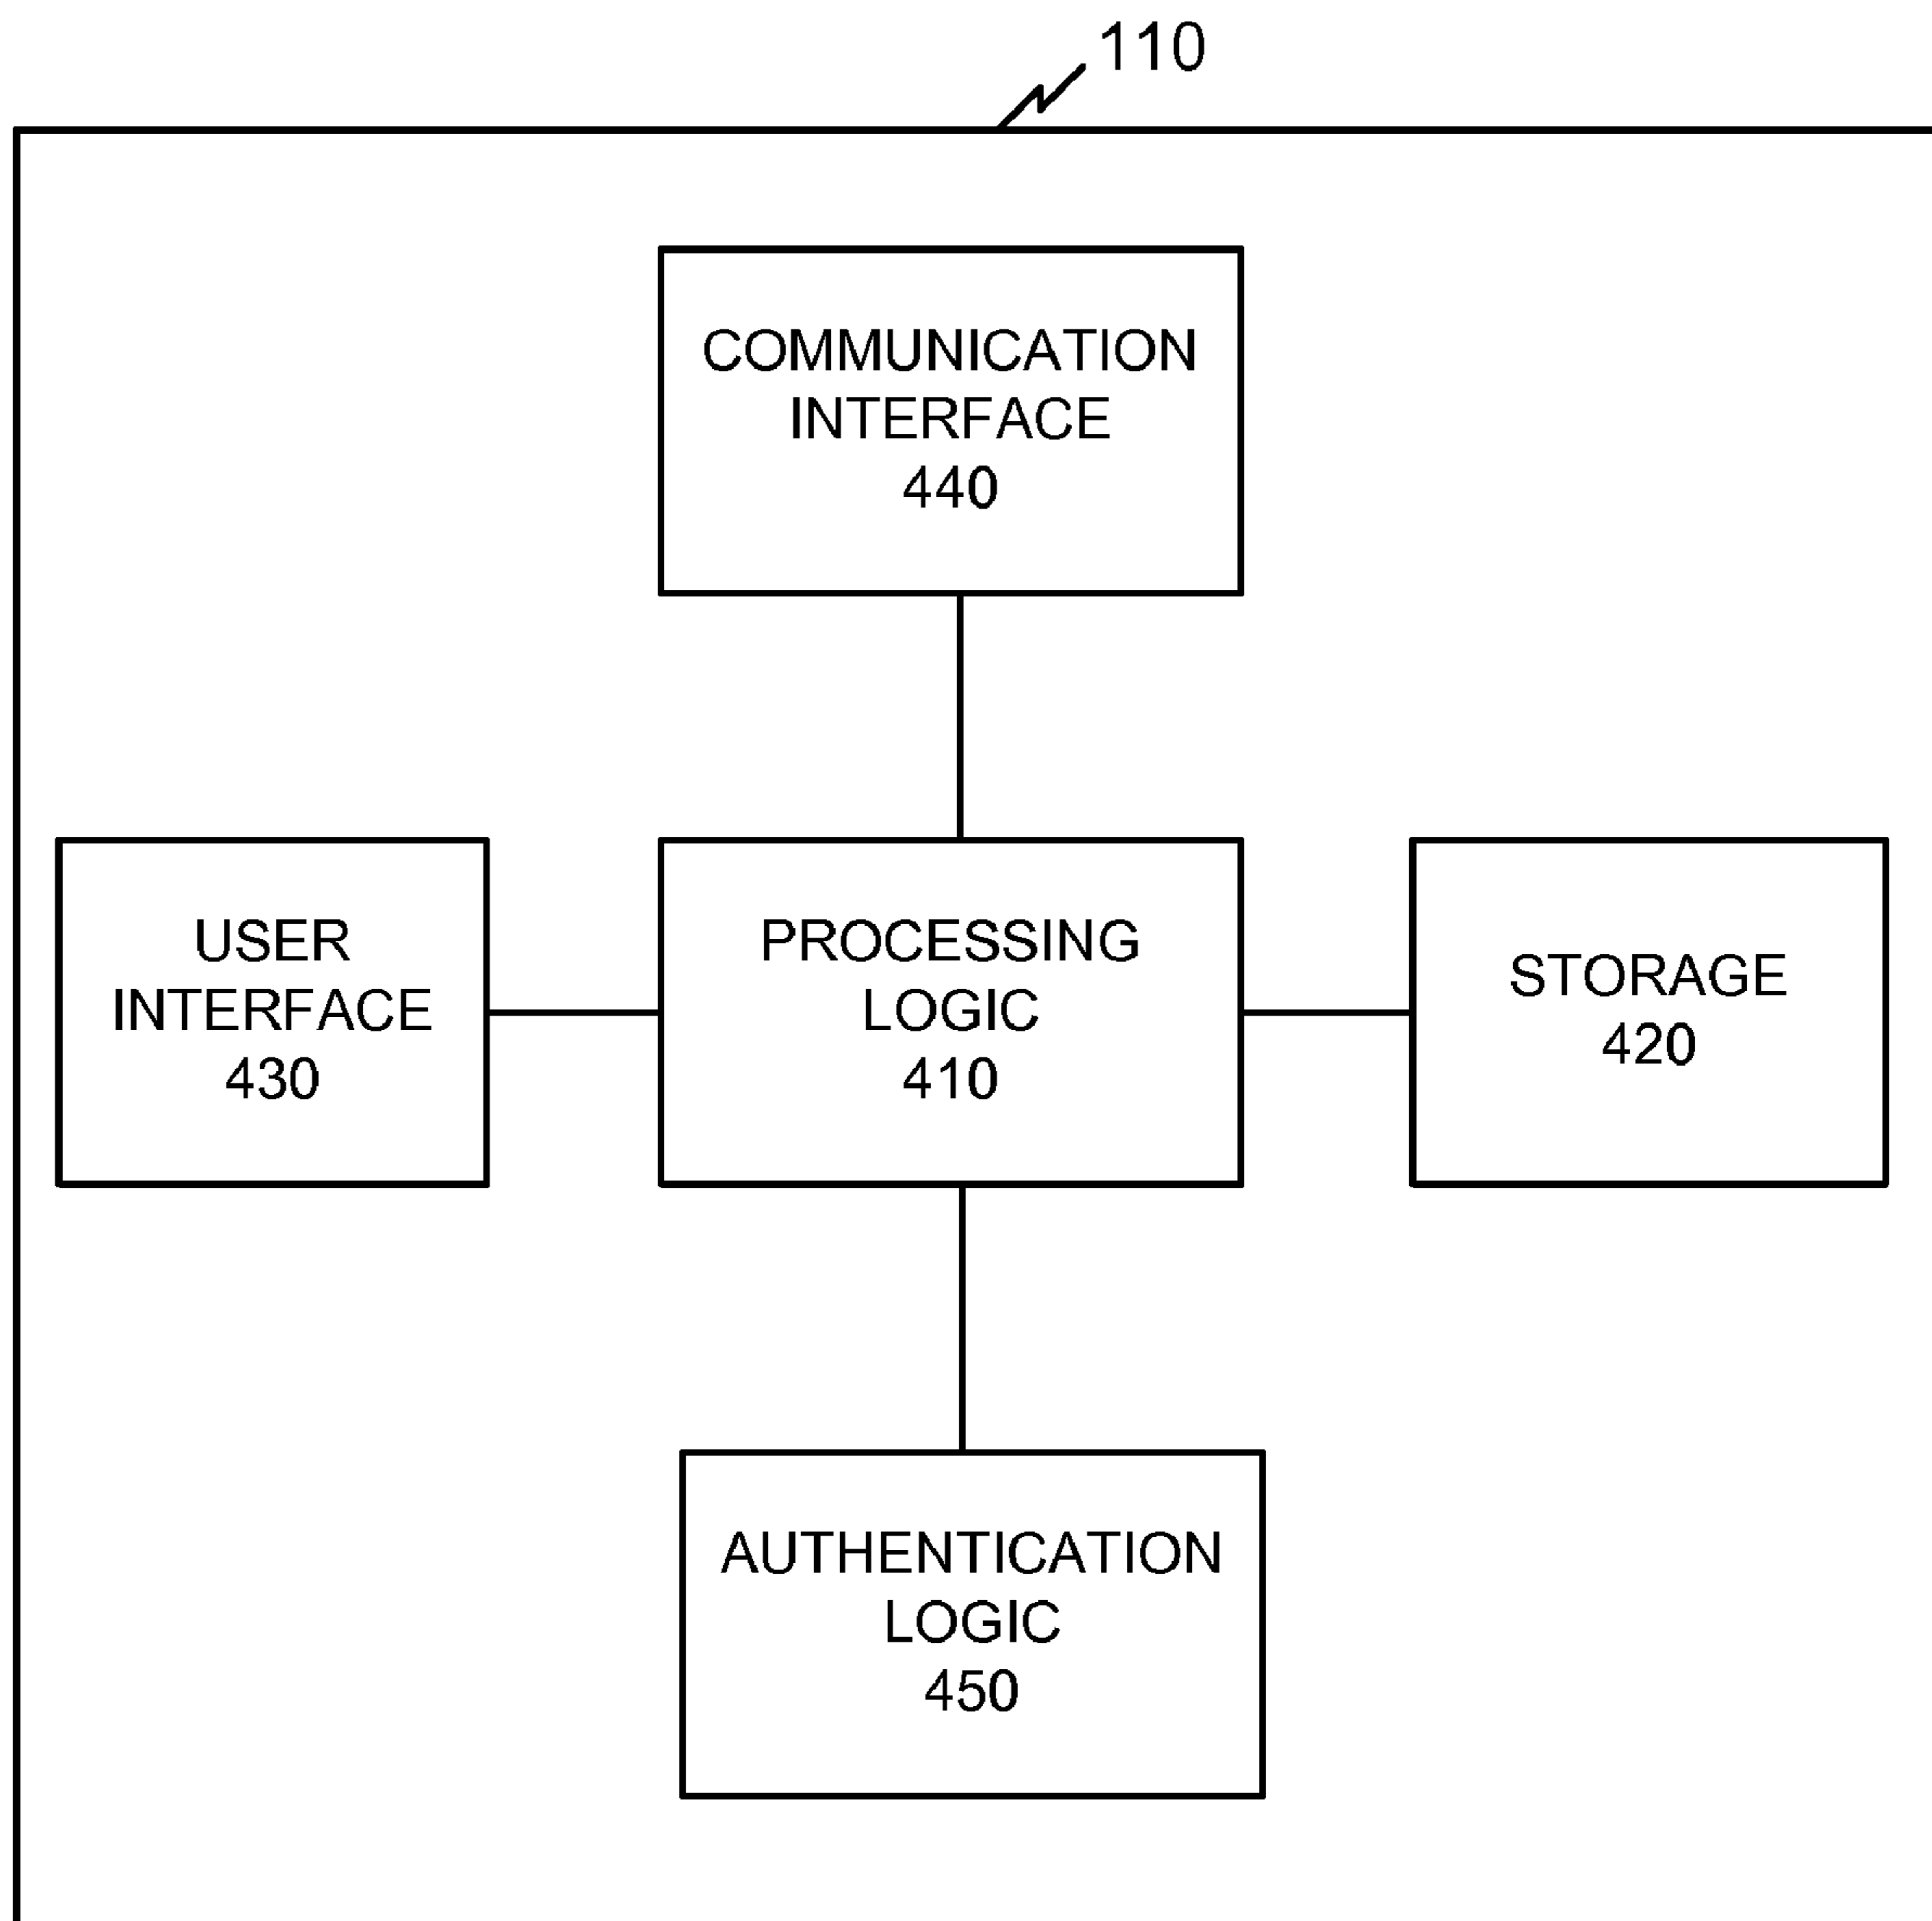 110
COMMUNICATION
INTERFACE
440
USER
INTERFACE
430
PROCESSING
LOGIC
410
STORAGE
420
AUTHENTICATION
LOGIC
450